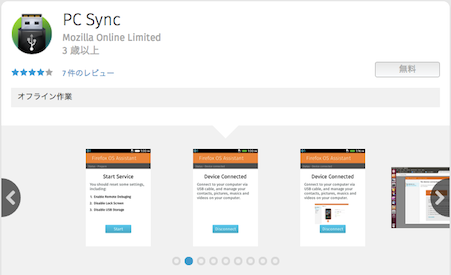 PC Sync
Mozilla Online Limited
3 歳以上
7 件のレビュー
無料
オフライン作業
Firefox OS Assistant
Start Service
You should meet some settings, including:
1. Enable Remote Debuging
2. Disable Lock Screen
3. Disable USB Storage
Start
Firefox OS Assistant
Device Connected
Connect to your computer via
USB cable, and manage your
contacts, pictures, musics and
videos on your computer.
Disconnect
Firefox OS Assistant
Device Connected
Connect to your computer via
USB cable, and manage your
contacts, pictures, musics and
videos on your computer.
Disconnect